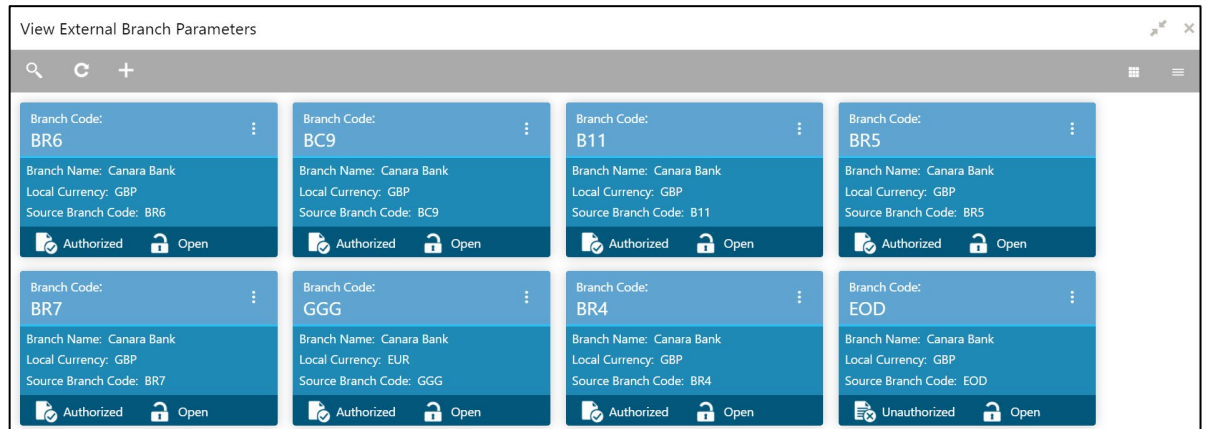 View External Branch Parameters
Branch Code:
BR6
Branch Name: Canara Bank
Local Currency: GBP
Source Branch Code: BR6
Authorized Open
Branch Code:
BC9
Branch Name: Canara Bank
Local Currency: GBP
Source Branch Code: BC9
Authorized Open
Branch Code:
B11
Branch Name: Canara Bank
Local Currency: GBP
Source Branch Code: B11
Authorized Open
Branch Code:
BR5
Branch Name: Canara Bank
Local Currency: GBP
Source Branch Code: BR5
Authorized Open
Branch Code:
BR7
Branch Name: Canara Bank
Local Currency: GBP
Source Branch Code: BR7
Authorized Open
Branch Code:
GGG
Branch Name: Canara Bank
Local Currency: EUR
Source Branch Code: GGG
Authorized Open
Branch Code:
BR4
Branch Name: Canara Bank
Local Currency: GBP
Source Branch Code: BR4
Authorized Open
Branch Code:
EOD
Branch Name: Canara Bank
Local Currency: GBP
Source Branch Code: EOD
Unauthorized Open